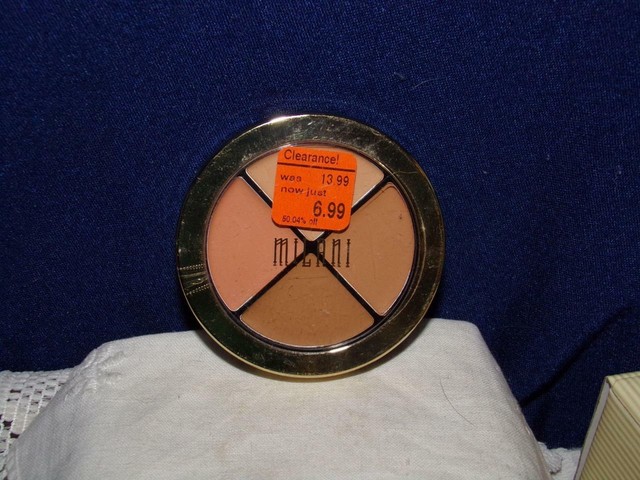 Clearance!
was 13.99
now just
6.99
50.04% off
MILANI